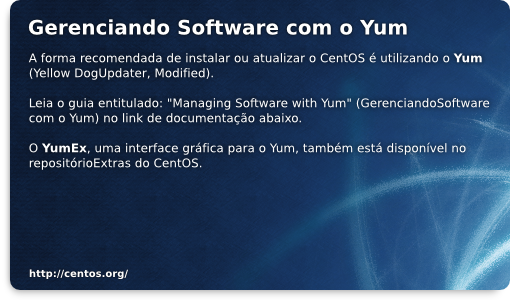 Gerenciando Software com o Yum
A forma recomendada de instalar ou atualizar o CentOS é utilizando o Yum
(Yellow DogUpdater, Modified).
Leia o guia entitulado: "Managing Software with Yum" (GerenciandoSoftware
com o Yum) no link de documentação abaixo.
O YumEx, uma interface gráfica para o Yum, também está disponível no
repositórioExtras do CentOS.
http://centos.org/